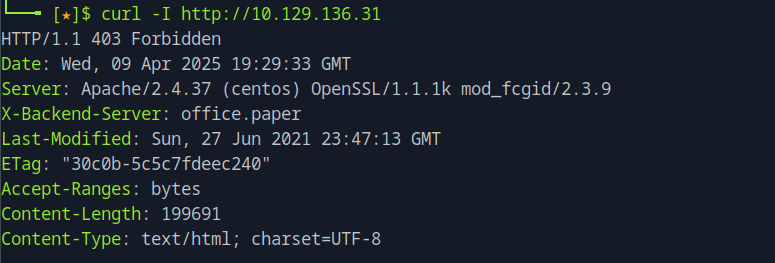 └──╼ [★]$ curl -I http://10.129.136.31
HTTP/1.1 403 Forbidden
Date: Wed, 09 Apr 2025 19:29:33 GMT
Server: Apache/2.4.37 (centos) OpenSSL/1.1.1k mod_fcgid/2.3.9
X-Backend-Server: office.paper
Last-Modified: Sun, 27 Jun 2021 23:47:13 GMT
ETag: "30c0b-5c5c7fdeec240"
Accept-Ranges: bytes
Content-Length: 199691
Content-Type: text/html; charset=UTF-8